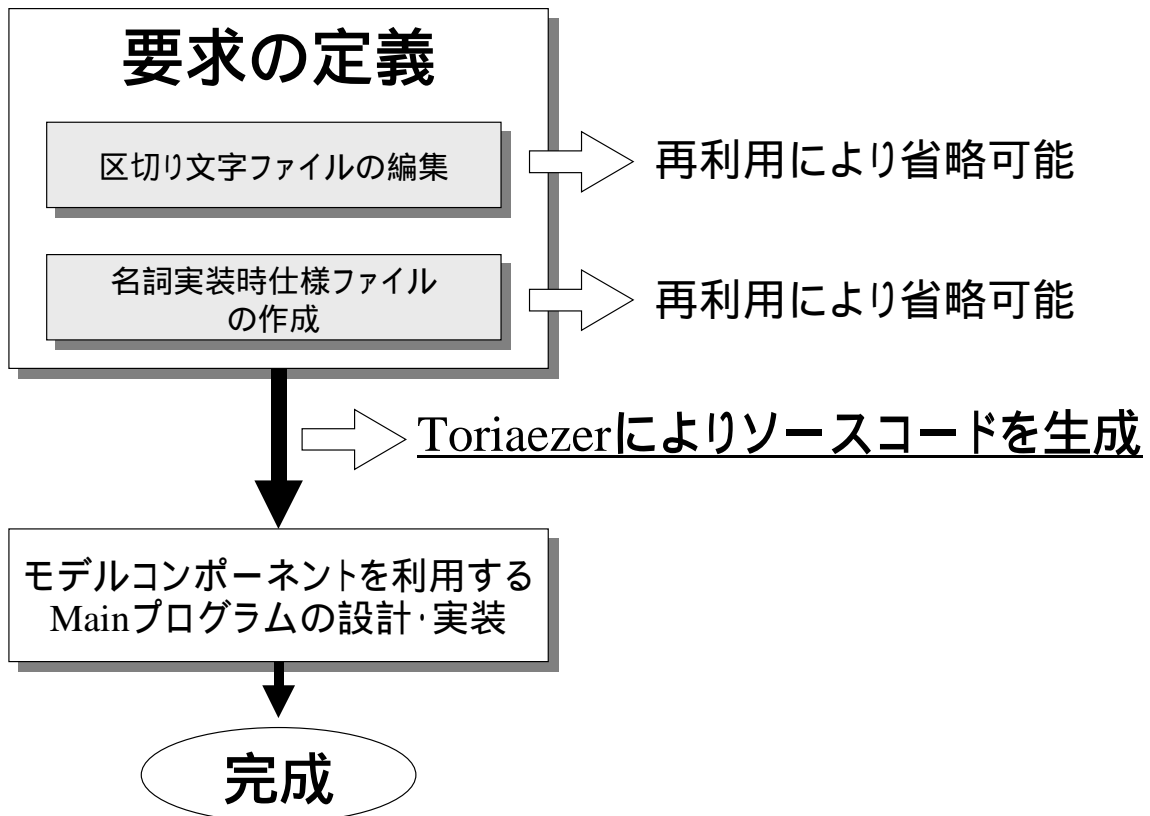 要求の定義
区切り文字ファイルの編集
再利用により省略可能
名詞実装時仕様ファイル
の作成
再利用により省略可能
Toriaezerによりソースコードを生成
モデルコンポーネントを利用する
Mainプログラムの設計・実装
完成